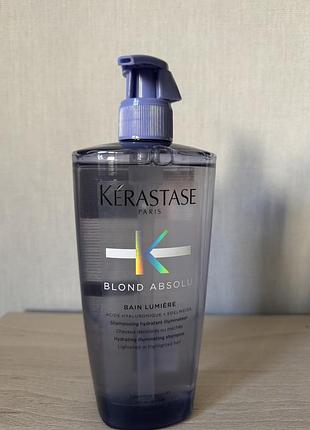 KÉRASTASE
PARIS
K
BLOND ABSOLU
BAIN LUMIÈRE
ACIDE HYALURONIQUE + EDELWEISS
Shampooing hydratant illuminateur
Cheveux décolorés ou méchés
Hydrating illuminating shampoo
Lightened or highlighted hair